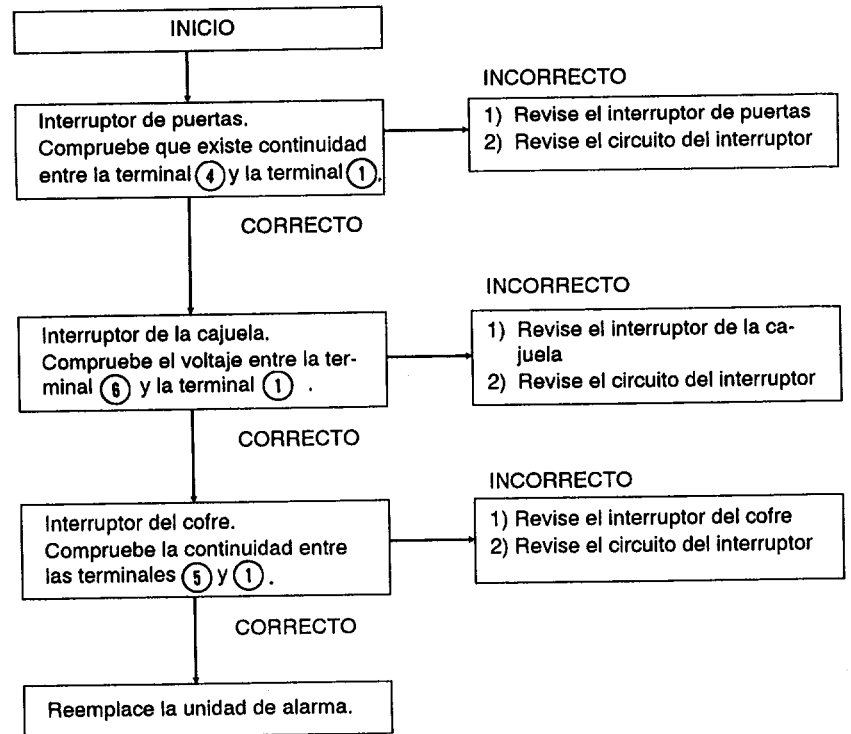 INICIO
Interruptor de puertas.
Compruebe que existe continuidad
entre la terminal 4 y la terminal 1.
INCORRECTO
1) Revise el interruptor de puertas
2) Revise el circuito del interruptor
CORRECTO
Interruptor de la cajuela.
Compruebe el voltaje entre la ter-
minal 6 y la terminal 1 .
INCORRECTO
1) Revise el interruptor de la ca-
juela
2) Revise el circuito del interruptor
CORRECTO
Interruptor del cofre.
Compruebe la continuidad entre
las terminales 5 y 1 .
INCORRECTO
1) Revise el interruptor del cofre
2) Revise el circuito del interruptor
CORRECTO
Reemplace la unidad de alarma.